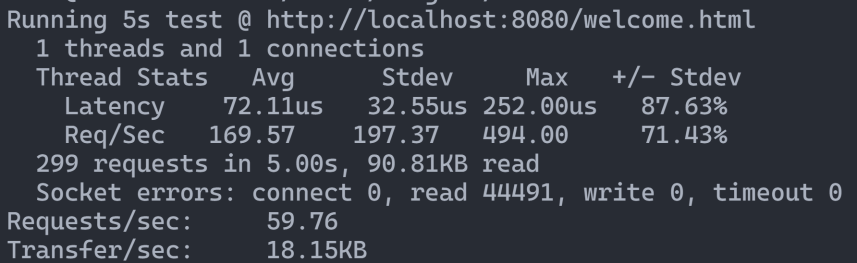 Running 5s test @ http://localhost:8080/welcome.html
  1 threads and 1 connections
  Thread Stats   Avg      Stdev     Max   +/- Stdev
    Latency    72.11us   32.55us 252.00us   87.63%
    Req/Sec   169.57    197.37   494.00     71.43%
  299 requests in 5.00s, 90.81KB read
  Socket errors: connect 0, read 44491, write 0, timeout 0
Requests/sec:     59.76
Transfer/sec:     18.15KB